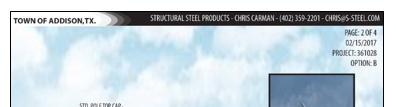 TOWN OF ADDISON,TX.
STRUCTURAL STEEL PRODUCTS - CHRIS CARMAN - (402) 359-2201 - CHRIS@S-STEEL.COM
PAGE: 2 OF 4
02/15/2017
PROJECT: 361028
OPTION: B
STD. POLE TOP CAP